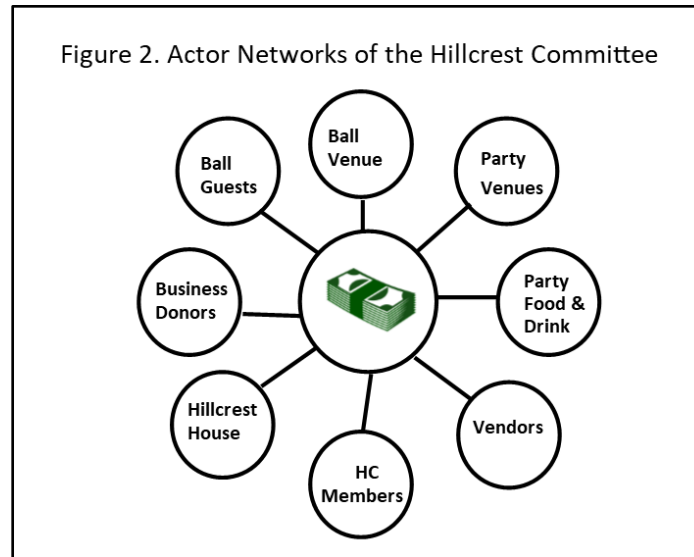 Figure 2. Actor Networks of the Hillcrest Committee
Ball
Venue
Ball
Guests
Party
Venues
Business
Donors
Party
Food &
Drink
Hillcrest
House
Vendors
HC
Members